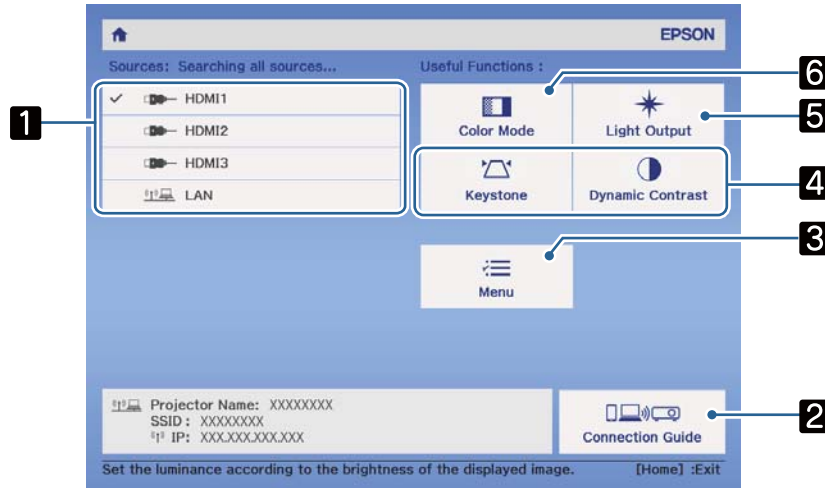 EPSON
Sources: Searching all sources...
Useful Functions :
1
✓ HDMI1
HDMI2
HDMI3
LAN
Color Mode
Light Output
6
5
Keystone
Dynamic Contrast
4
3
Menu
Projector Name: XXXXXXXX
SSID : XXXXXXXX
IP: XXX.XXX.XXX.XXX
Connection Guide
2
Set the luminance according to the brightness of the displayed image.
[Home] :Exit